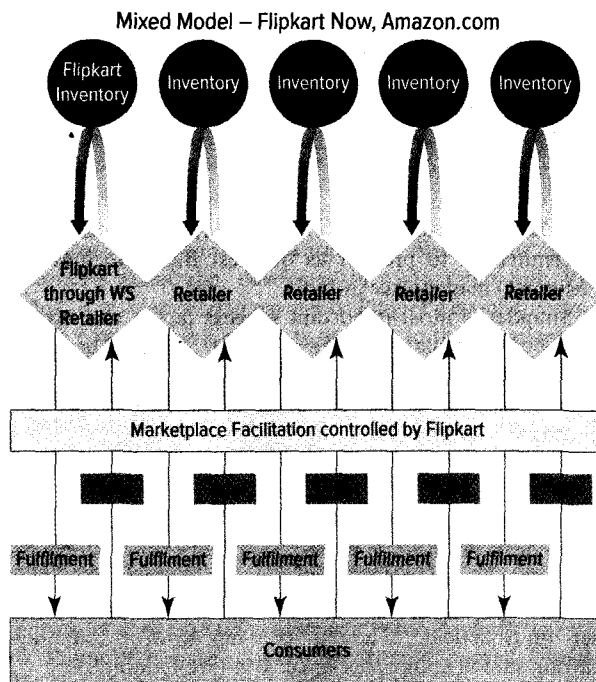 Mixed Model – Flipkart Now, Amazon.com
Flipkart
Inventory
Inventory
Inventory
Inventory
Inventory
Flipkart
through WS
Retailer
Retailer
Retailer
Retailer
Retailer
Marketplace Facilitation controlled by Flipkart
Fulfilment
Fulfilment
Fulfilment
Fulfilment
Fulfilment
Consumers